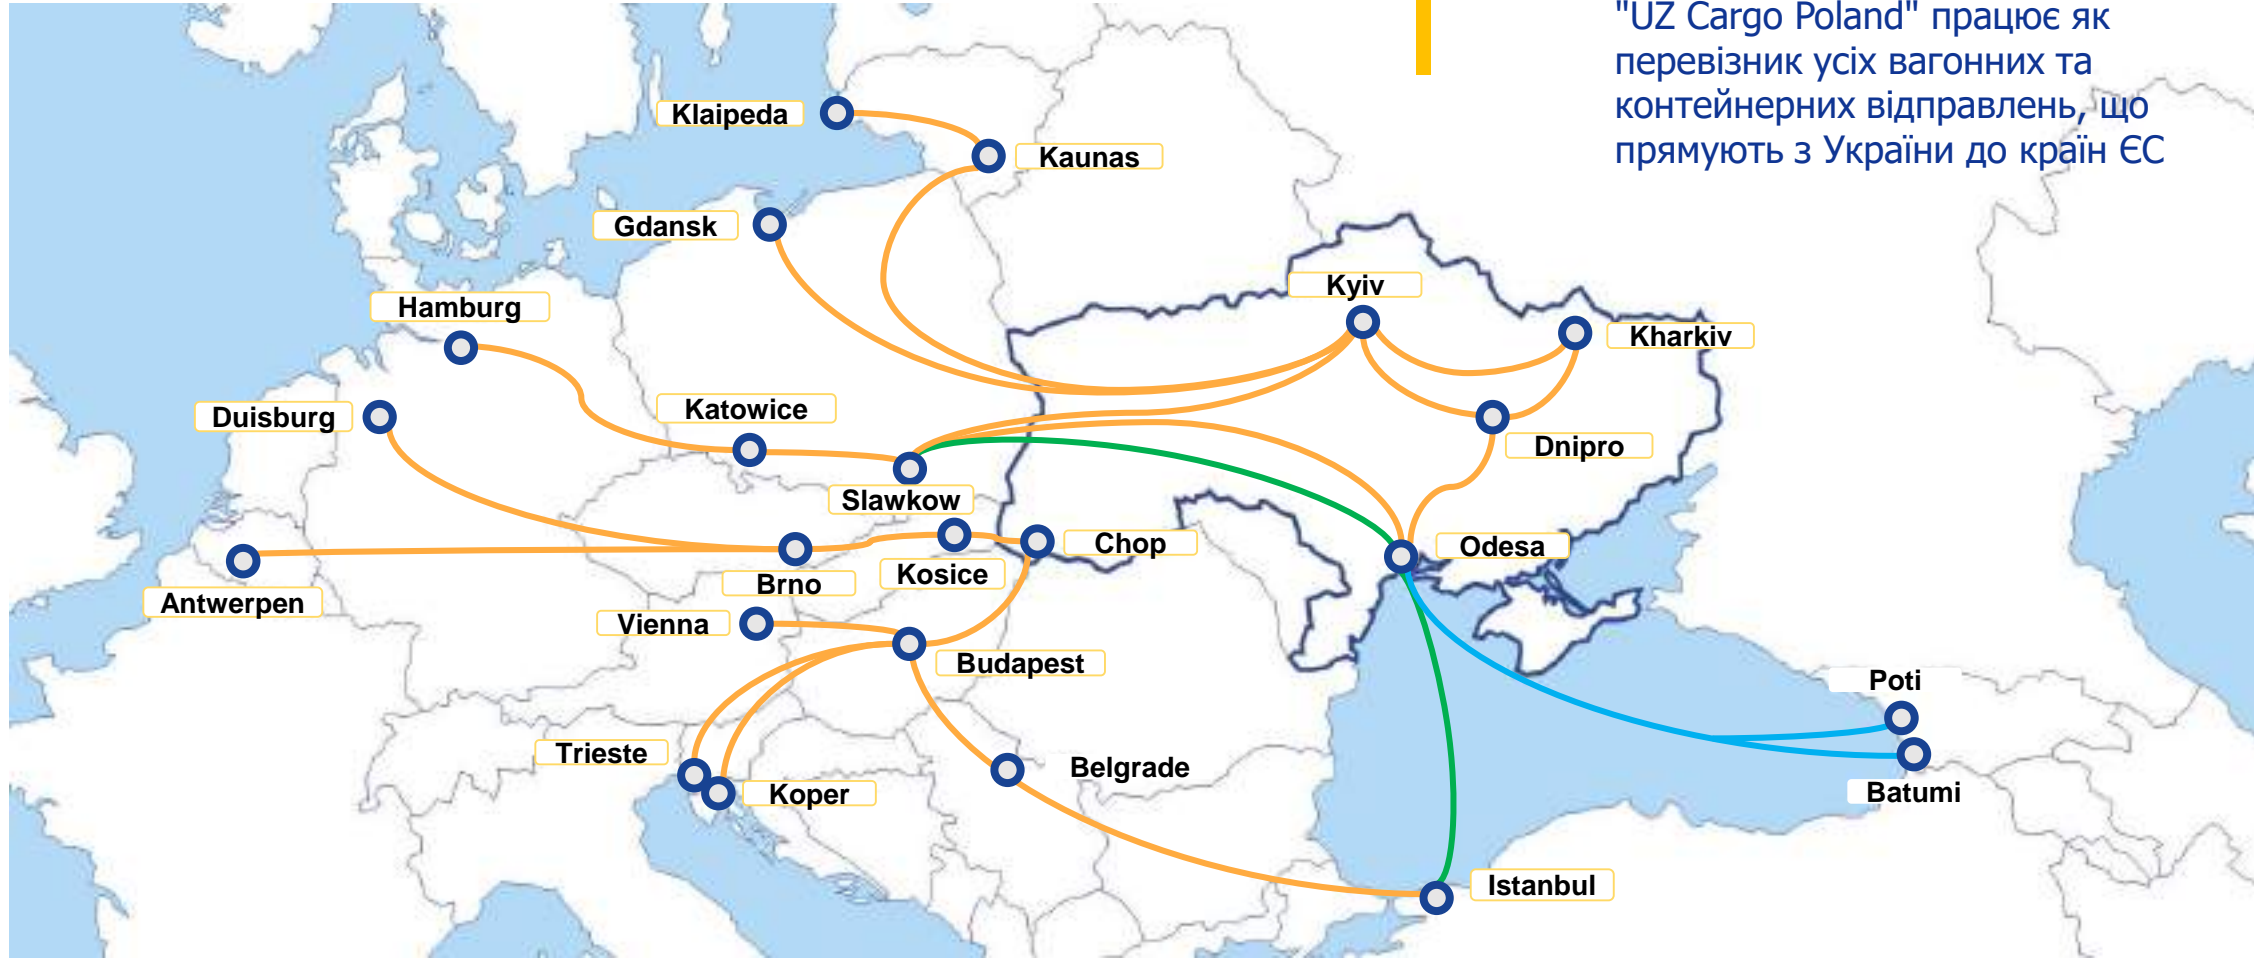 "UZ Cargo Poland" працює як
перевізник усіх вагонних та
контейнерних відправлень, що
прямують з України до країн ЄС
Klaipeda
Kaunas
Gdansk
Kyiv
Hamburg
Kharkiv
Katowice
Duisburg
Dnipro
Slawkow
Chop
Odesa
Kosice
Brno
Antwerpen
Vienna
Budapest
Poti
Trieste
Belgrade
Koper
Batumi
Istanbul